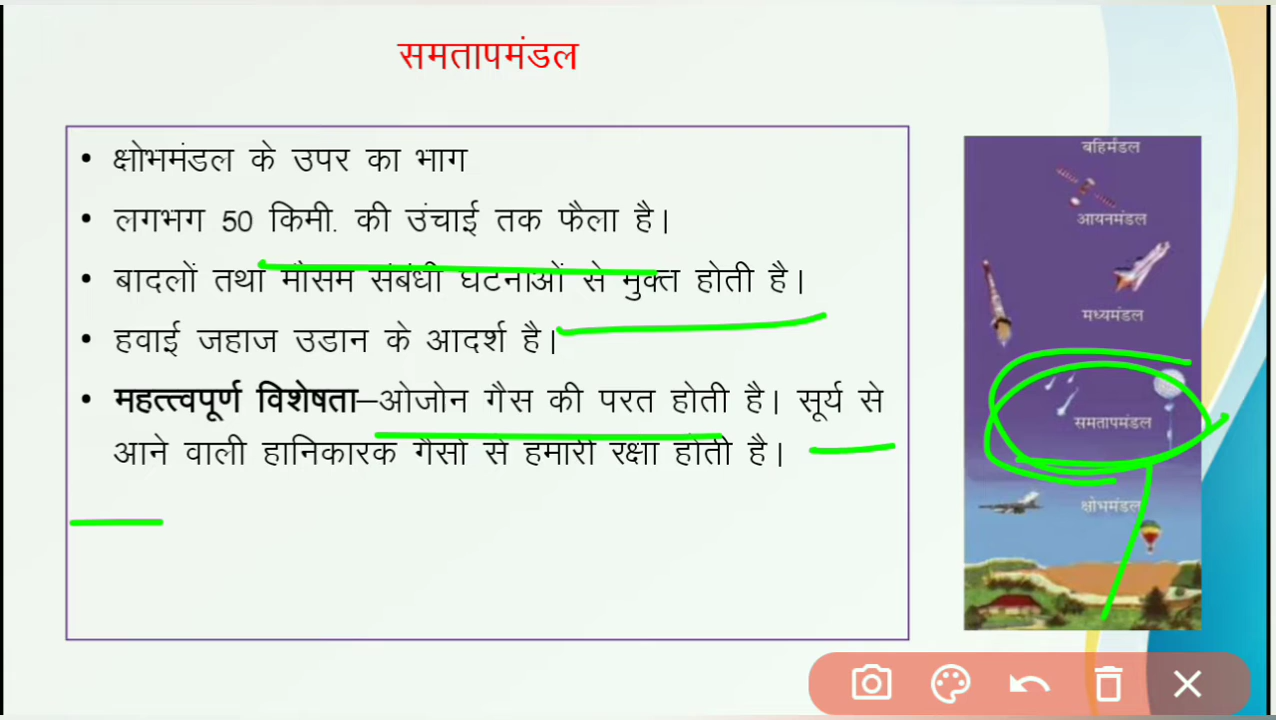 समतापमंडल
• क्षोभमंडल के उपर का भाग
• लगभग 50 किमी. की उंचाई तक फैला है।
• बादलों तथा मौसम संबंधी घटनाओं से मुक्त होती है।
• हवाई जहाज उडान के आदर्श है।
• महत्त्वपूर्ण विशेषता–ओजोन गैस की परत होती है। सूर्य से
आने वाली हानिकारक गैसो से हमारी रक्षा होती है।
बहिर्मंडल
आयनमंडल
मध्यमंडल
समतापमंडल
क्षोभमंडल